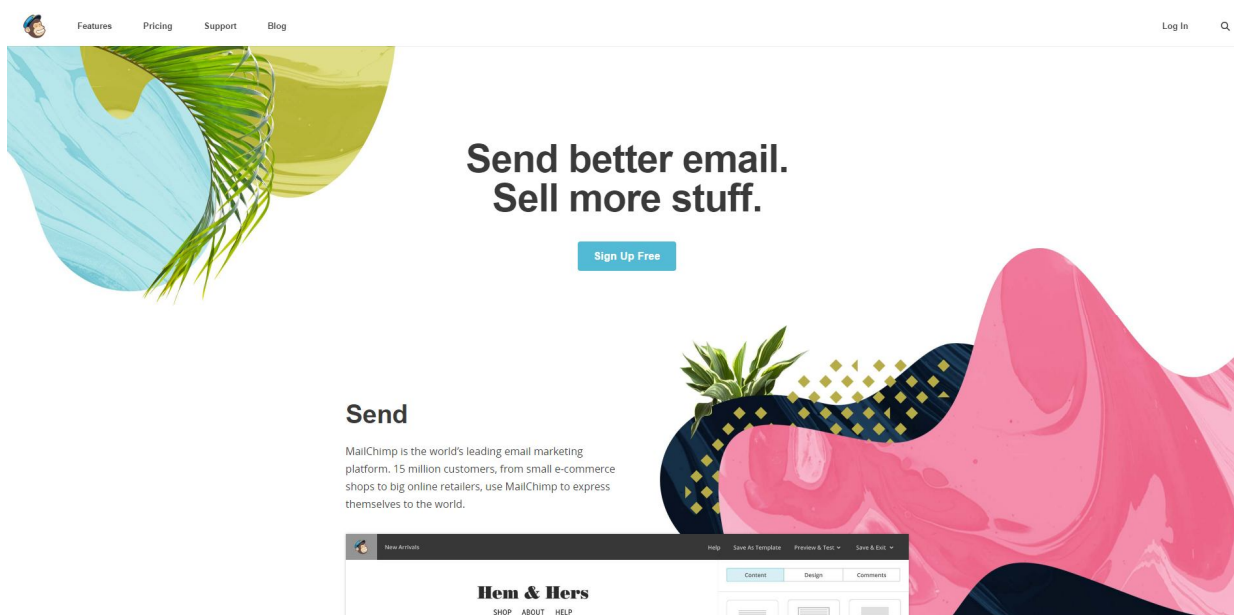 Features Pricing Support Blog Log In
Send better email.
Sell more stuff.
Sign Up Free
Send
MailChimp is the world's leading email marketing
platform. 15 million customers, from small e-commerce
shops to big online retailers, use MailChimp to express
themselves to the world.
New Arrivals Help Save As Template Preview & Test Save & Exit
Content Design Comments
Hem & Hers
SHOP ABOUT HELP